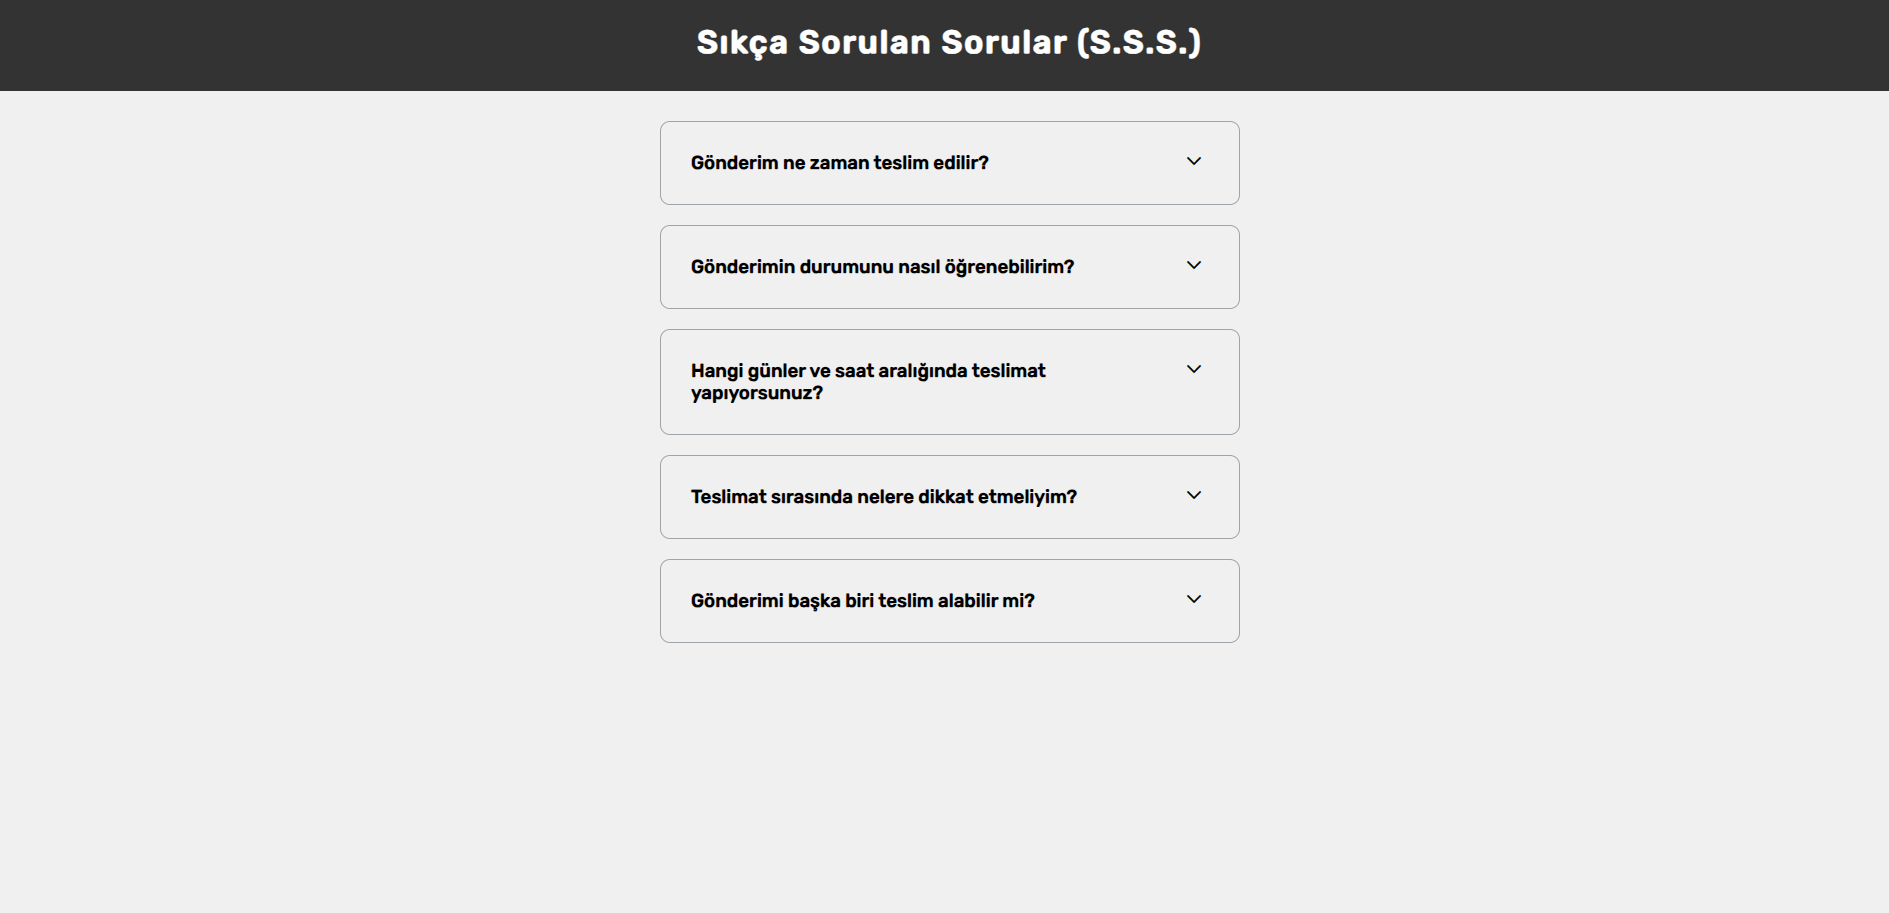 Sıkça Sorulan Sorular (S.S.S.)
Gönderim ne zaman teslim edilir?
Gönderimin durumunu nasıl öğrenebilirim?
Hangi günler ve saat aralığında teslimat
yapıyorsunuz?
Teslimat sırasında nelere dikkat etmeliyim?
Gönderimi başka biri teslim alabilir mi?